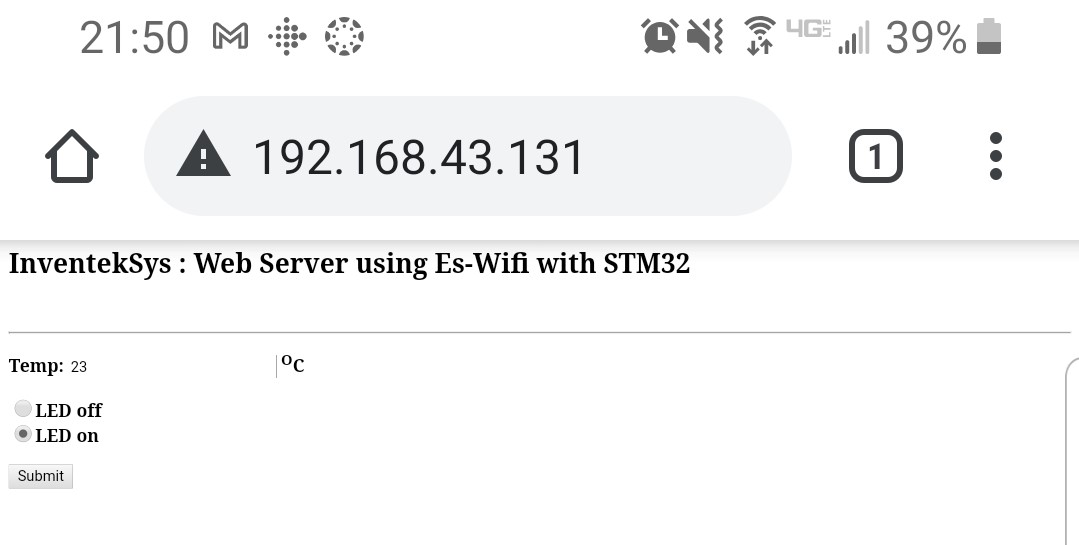 21:50 4G LTE 39%
192.168.43.131 1
InventekSys : Web Server using Es-Wifi with STM32
Temp: 23 ºC
LED off
LED on
Submit